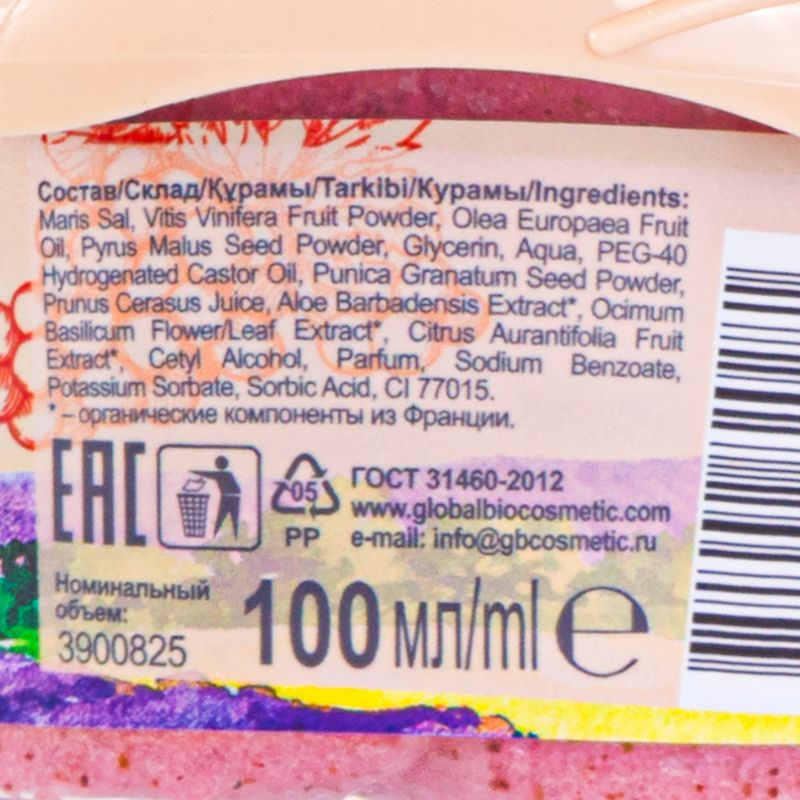 Состав/Склад/Құрамы/Tarkibi/Курамы/Ingredients:
Maris Sal, Vitis Vinifera Fruit Powder, Olea Europaea Fruit
Oil, Pyrus Malus Seed Powder, Glycerin, Aqua, PEG-40
Hydrogenated Castor Oil, Punica Granatum Seed Powder,
Prunus Cerasus Juice, Aloe Barbadensis Extract*, Ocimum
Basilicum Flower/Leaf Extract*, Citrus Aurantifolia Fruit
Extract*, Cetyl Alcohol, Parfum, Sodium Benzoate,
Potassium Sorbate, Sorbic Acid, CI 77015.
* – органические компоненты из Франции.
EAC
05
PP
ГОСТ 31460-2012
www.globalbiocosmetic.com
e-mail: info@gbcosmetic.ru
Номинальный
объем:
3900825
100 мл/ml e